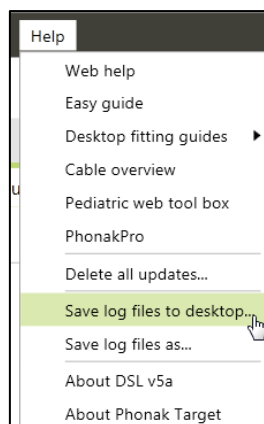 Help
Web help
Easy guide
Desktop fitting guides
Cable overview
Pediatric web tool box
PhonakPro
Delete all updates...
u
Save log files to desktop...
Save log files as...
About DSL v5a
About Phonak Target